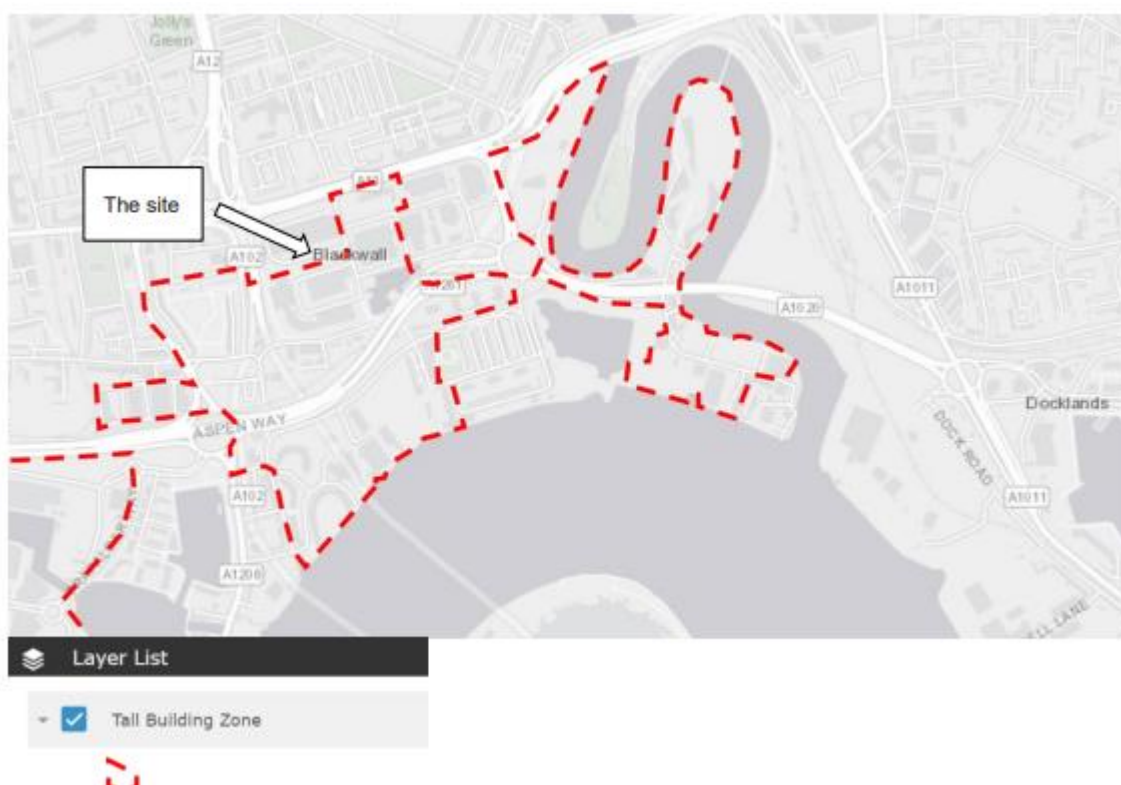 Jolly's
Green
A12
The site
A102
Blackwall
A1261
A1011
A1020
ASPEN WAY
Docklands
DOCK ROAD
A102
A1011
A1206
Layer List
Tall Building Zone